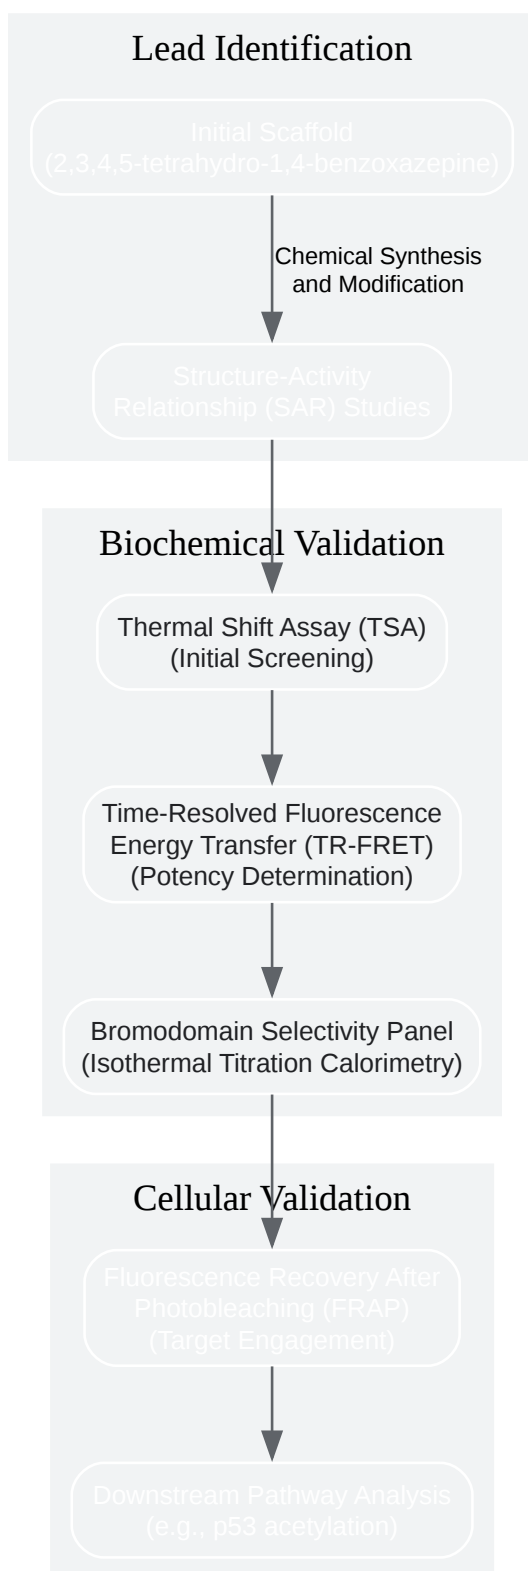 Lead Identification
Initial Scaffold
(2,3,4,5-tetrahydro-1,4-benzoxazepine)
Chemical Synthesis
and Modification
Structure-Activity
Relationship (SAR) Studies
Biochemical Validation
Thermal Shift Assay (TSA)
(Initial Screening)
Time-Resolved Fluorescence
Energy Transfer (TR-FRET)
(Potency Determination)
Bromodomain Selectivity Panel
(Isothermal Titration Calorimetry)
Cellular Validation
Fluorescence Recovery After
Photobleaching (FRAP)
(Target Engagement)
Downstream Pathway Analysis
(e.g., p53 acetylation)